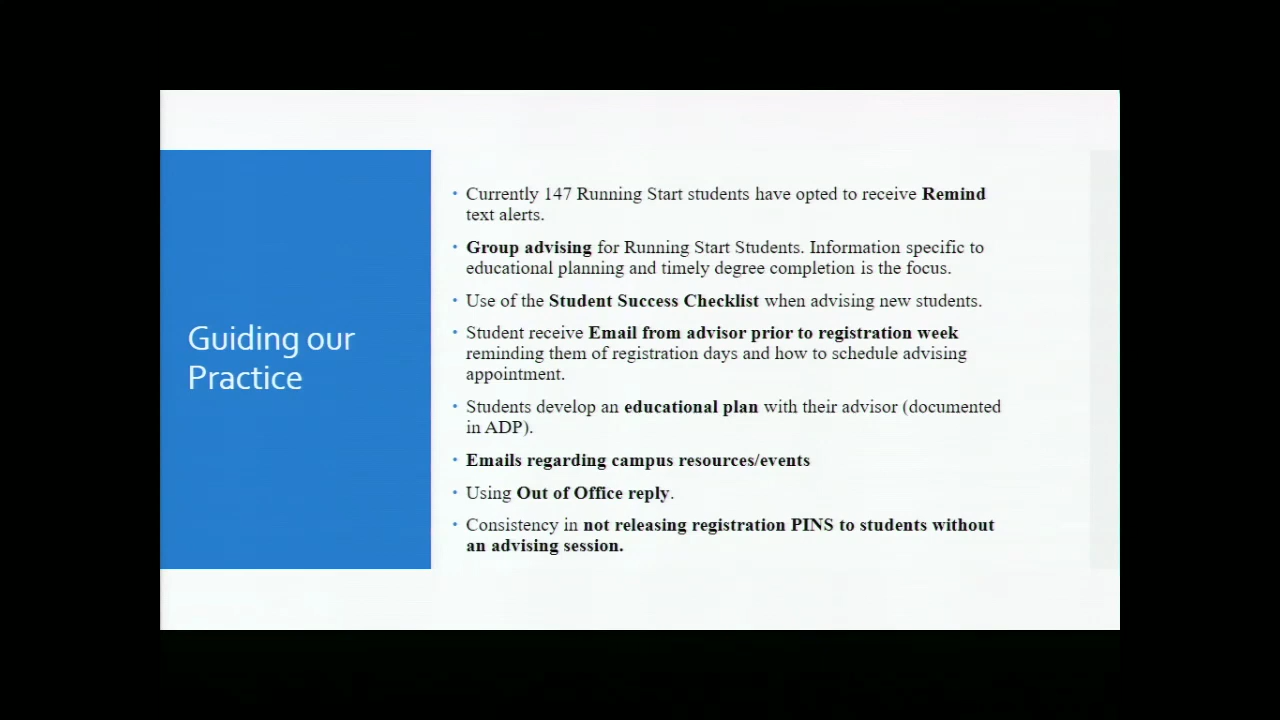 Guiding our
Practice
• Currently 147 Running Start students have opted to receive Remind
text alerts.
• Group advising for Running Start Students. Information specific to
educational planning and timely degree completion is the focus.
• Use of the Student Success Checklist when advising new students.
• Student receive Email from advisor prior to registration week
reminding them of registration days and how to schedule advising
appointment.
• Students develop an educational plan with their advisor (documented
in ADP).
• Emails regarding campus resources/events
• Using Out of Office reply.
• Consistency in not releasing registration PINS to students without
an advising session.